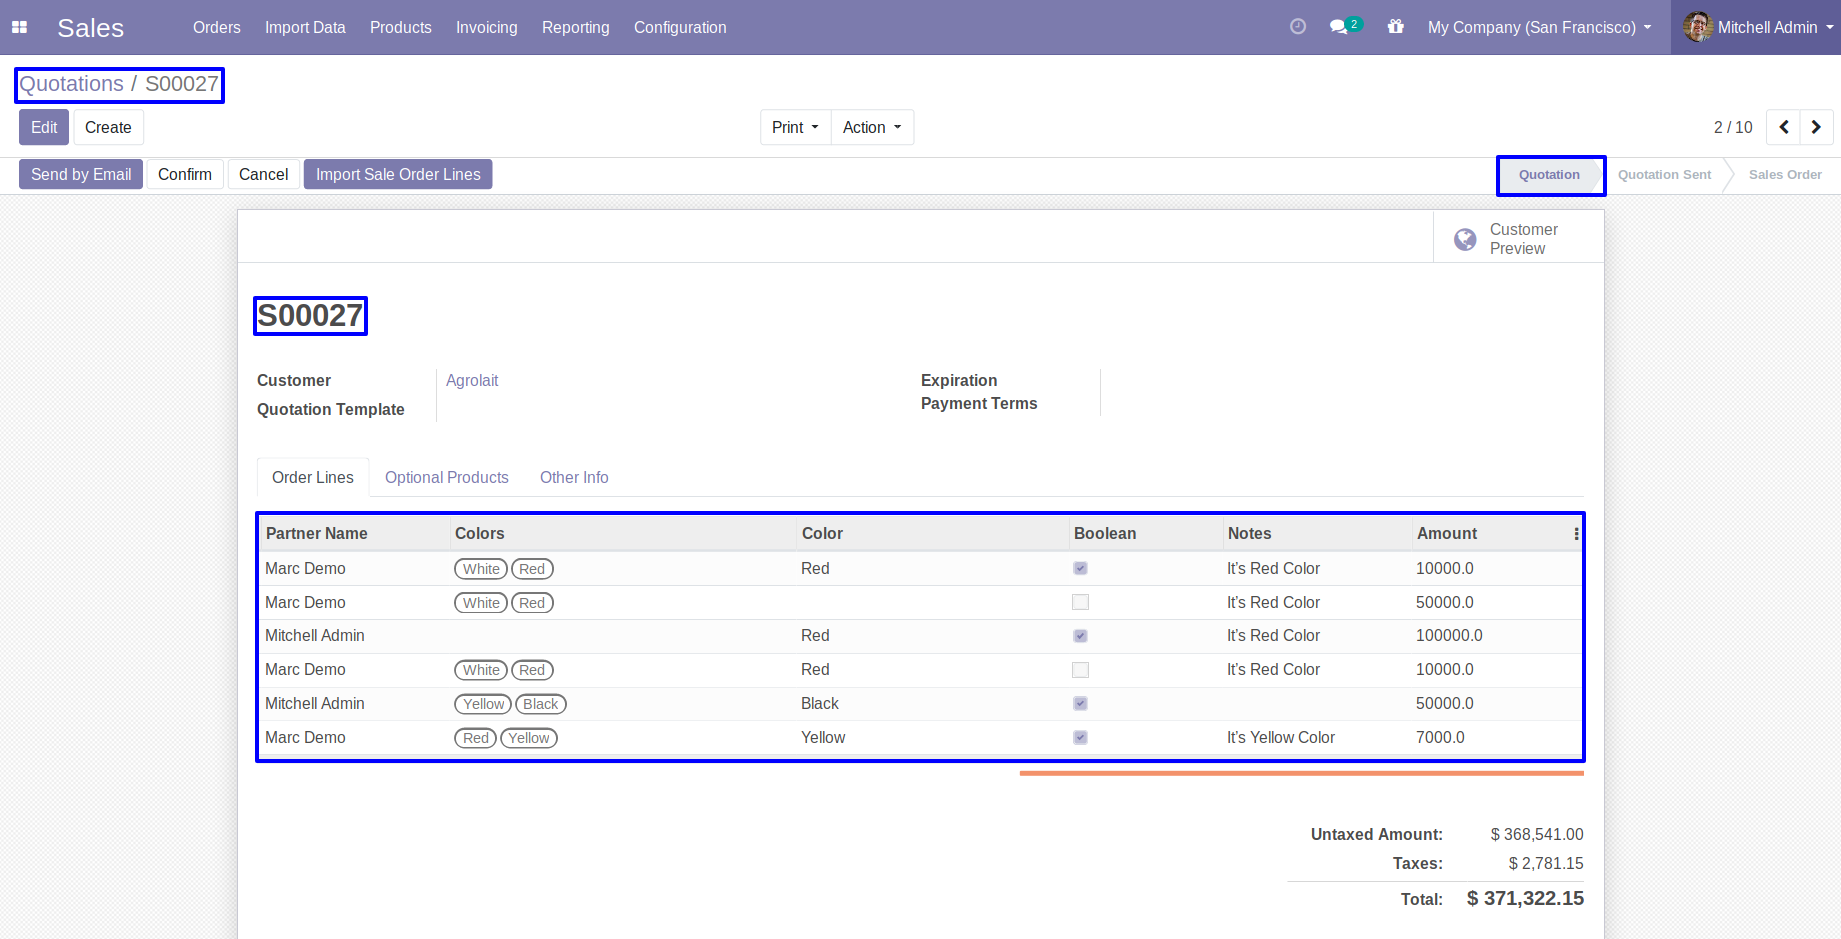 Sales Orders Import Data Products Invoicing Reporting Configuration 2 My Company (San Francisco) Mitchell Admin
Quotations / S00027
Edit Create Print Action 2 / 10
Send by Email Confirm Cancel Import Sale Order Lines Quotation Quotation Sent Sales Order
Customer
Preview
S00027
Customer Agrolait Expiration
Quotation Template Payment Terms
Order Lines Optional Products Other Info
Partner Name Colors Color Boolean Notes Amount
Marc Demo White Red Red It's Red Color 10000.0
Marc Demo White Red It's Red Color 50000.0
Mitchell Admin Red It's Red Color 100000.0
Marc Demo White Red Red It's Red Color 10000.0
Mitchell Admin Yellow Black Black 50000.0
Marc Demo Red Yellow Yellow It's Yellow Color 7000.0
Untaxed Amount: $ 368,541.00
Taxes: $ 2,781.15
Total: $ 371,322.15